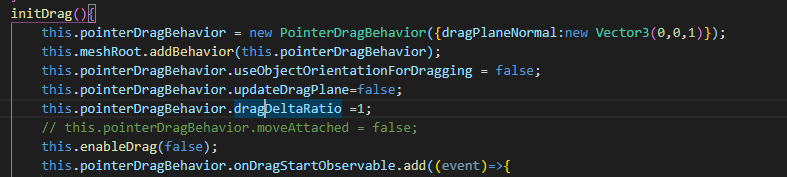 initDrag(){
this.pointerDragBehavior = new PointerDragBehavior({dragPlaneNormal:new Vector3(0,0,1)});
this.meshRoot.addBehavior(this.pointerDragBehavior);
this.pointerDragBehavior.useObjectOrientationForDragging = false;
this.pointerDragBehavior.updateDragPlane=false;
this.pointerDragBehavior.dragDeltaRatio =1;
// this.pointerDragBehavior.moveAttached = false;
this.enableDrag(false);
this.pointerDragBehavior.onDragStartObservable.add((event)=>{